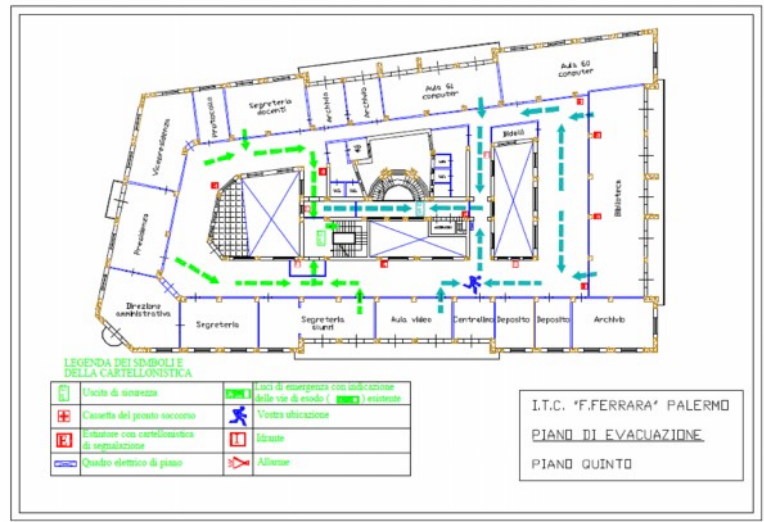 Aula 60
computer
Aula 61
computer
Archivio
Archivio
Segreteria
docenti
Protocollo
Vicepresidenza
Bidelli
Biblioteca
Presidenza
Direzione
amministrativa
Segreteria
Segreteria
alunni
Aula video
Centralino
Deposito
Deposito
Archivio
LEGENDA DEI SIMBOLI E
DELLA CARTELLONISTICA
Uscita di sicurezza
Luci di emergenza con indicazione
delle vie di esodo ( ) esistente
Cassetta del pronto soccorso
Vostra ubicazione
E
Estintore con cartellonistica
di segnalazione
I
Idrante
Quadro elettrico di piano
Allarme
I.T.C. "F.FERRARA" PALERMO
PIANO DI EVACUAZIONE
PIANO QUINTO